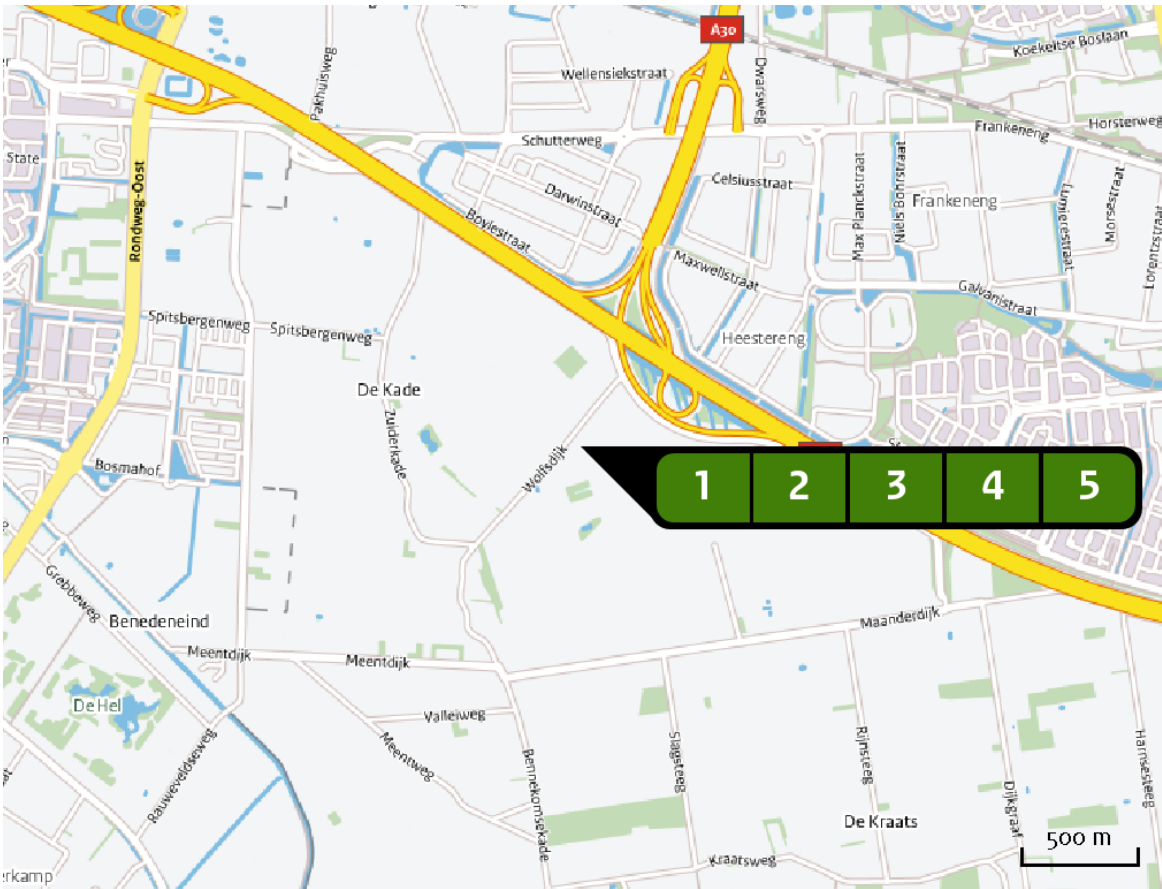 A30
Koekeltse Boslaan
Wellensiekstraat
Pakhuisweg
Dwarsweg
Horsterweg
Frankeneng
Schutterweg
State
Celsiusstraat
Max Planckstraat
Niels Bohrstraat
Frankeneng
Lumierestraat
Morsestraat
Lorentzstraat
Darwinstraat
Rondweg-Oost
Boylestraat
Maxwellstraat
Galvanistraat
Spitsbergenweg
Spitsbergenweg
Heestereng
De Kade
Zuiderkade
Wolfsdijk
Bosmahof
1 2 3 4 5
Grebbeweg
Benedeneind
Maanderdijk
Meentdijk
Meentdijk
De Hel
Valleiweg
Meentweg
Rauweveldseweg
Bennekomsekade
Slagsteeg
Rijnsteeg
Harnsesteeg
Dijkgraaf
De Kraats
500 m
Kraatsweg
erkamp